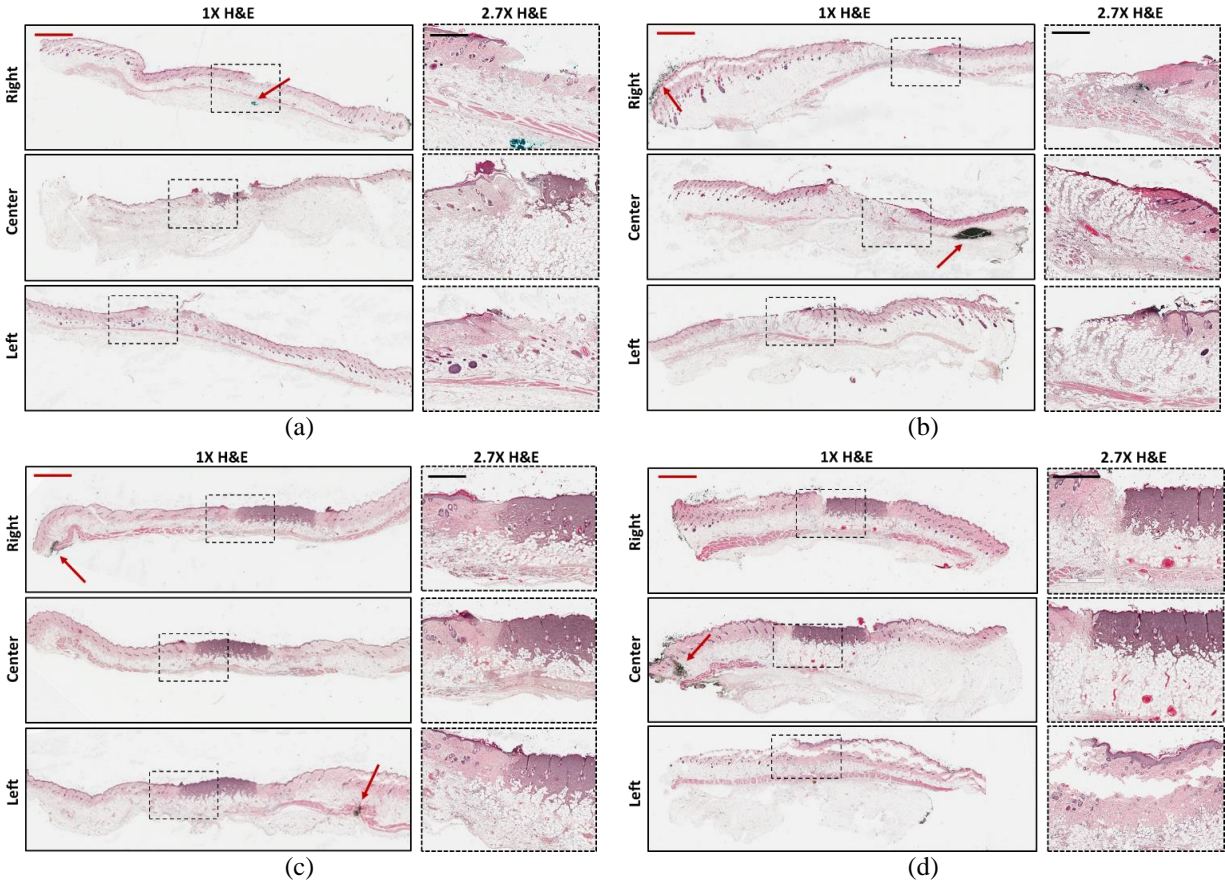 1X H&E 2.7X H&E
Right
Center
Left
(a)
1X H&E 2.7X H&E
Right
Center
Left
(b)
1X H&E 2.7X H&E
Right
Center
Left
(c)
1X H&E 2.7X H&E
Right
Center
Left
(d)